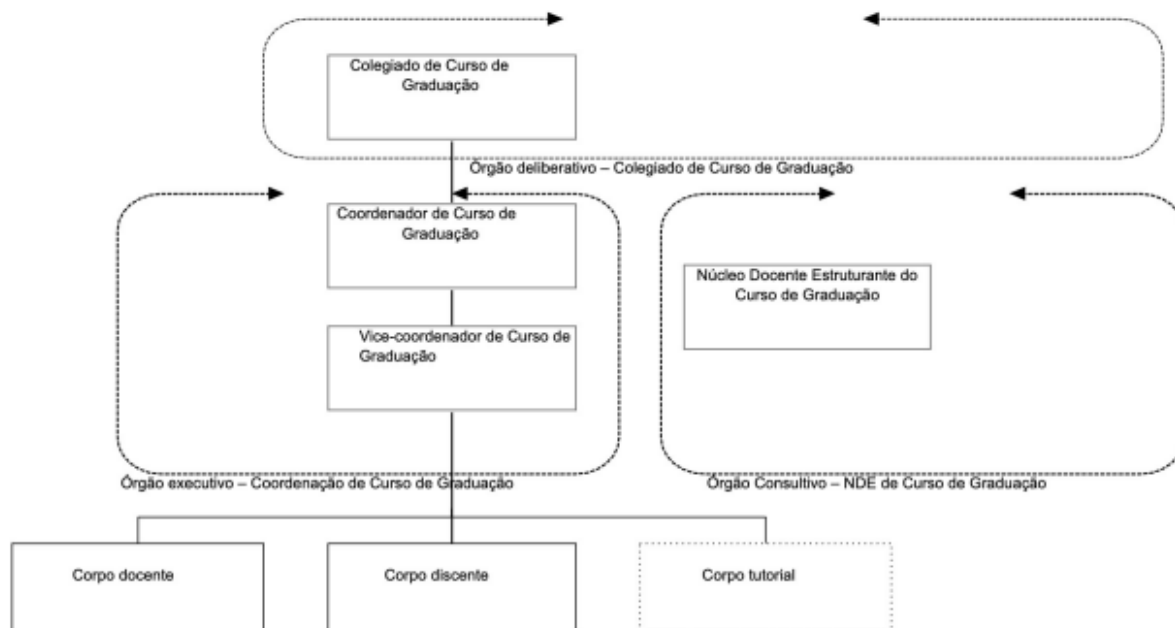 Colegiado de Curso de
Graduação
Órgão deliberativo – Colegiado de Curso de Graduação
Coordenador de Curso de
Graduação
Núcleo Docente Estruturante do
Curso de Graduação
Vice-coordenador de Curso de
Graduação
Órgão executivo – Coordenação de Curso de Graduação
Órgão Consultivo – NDE de Curso de Graduação
Corpo docente
Corpo discente
Corpo tutorial